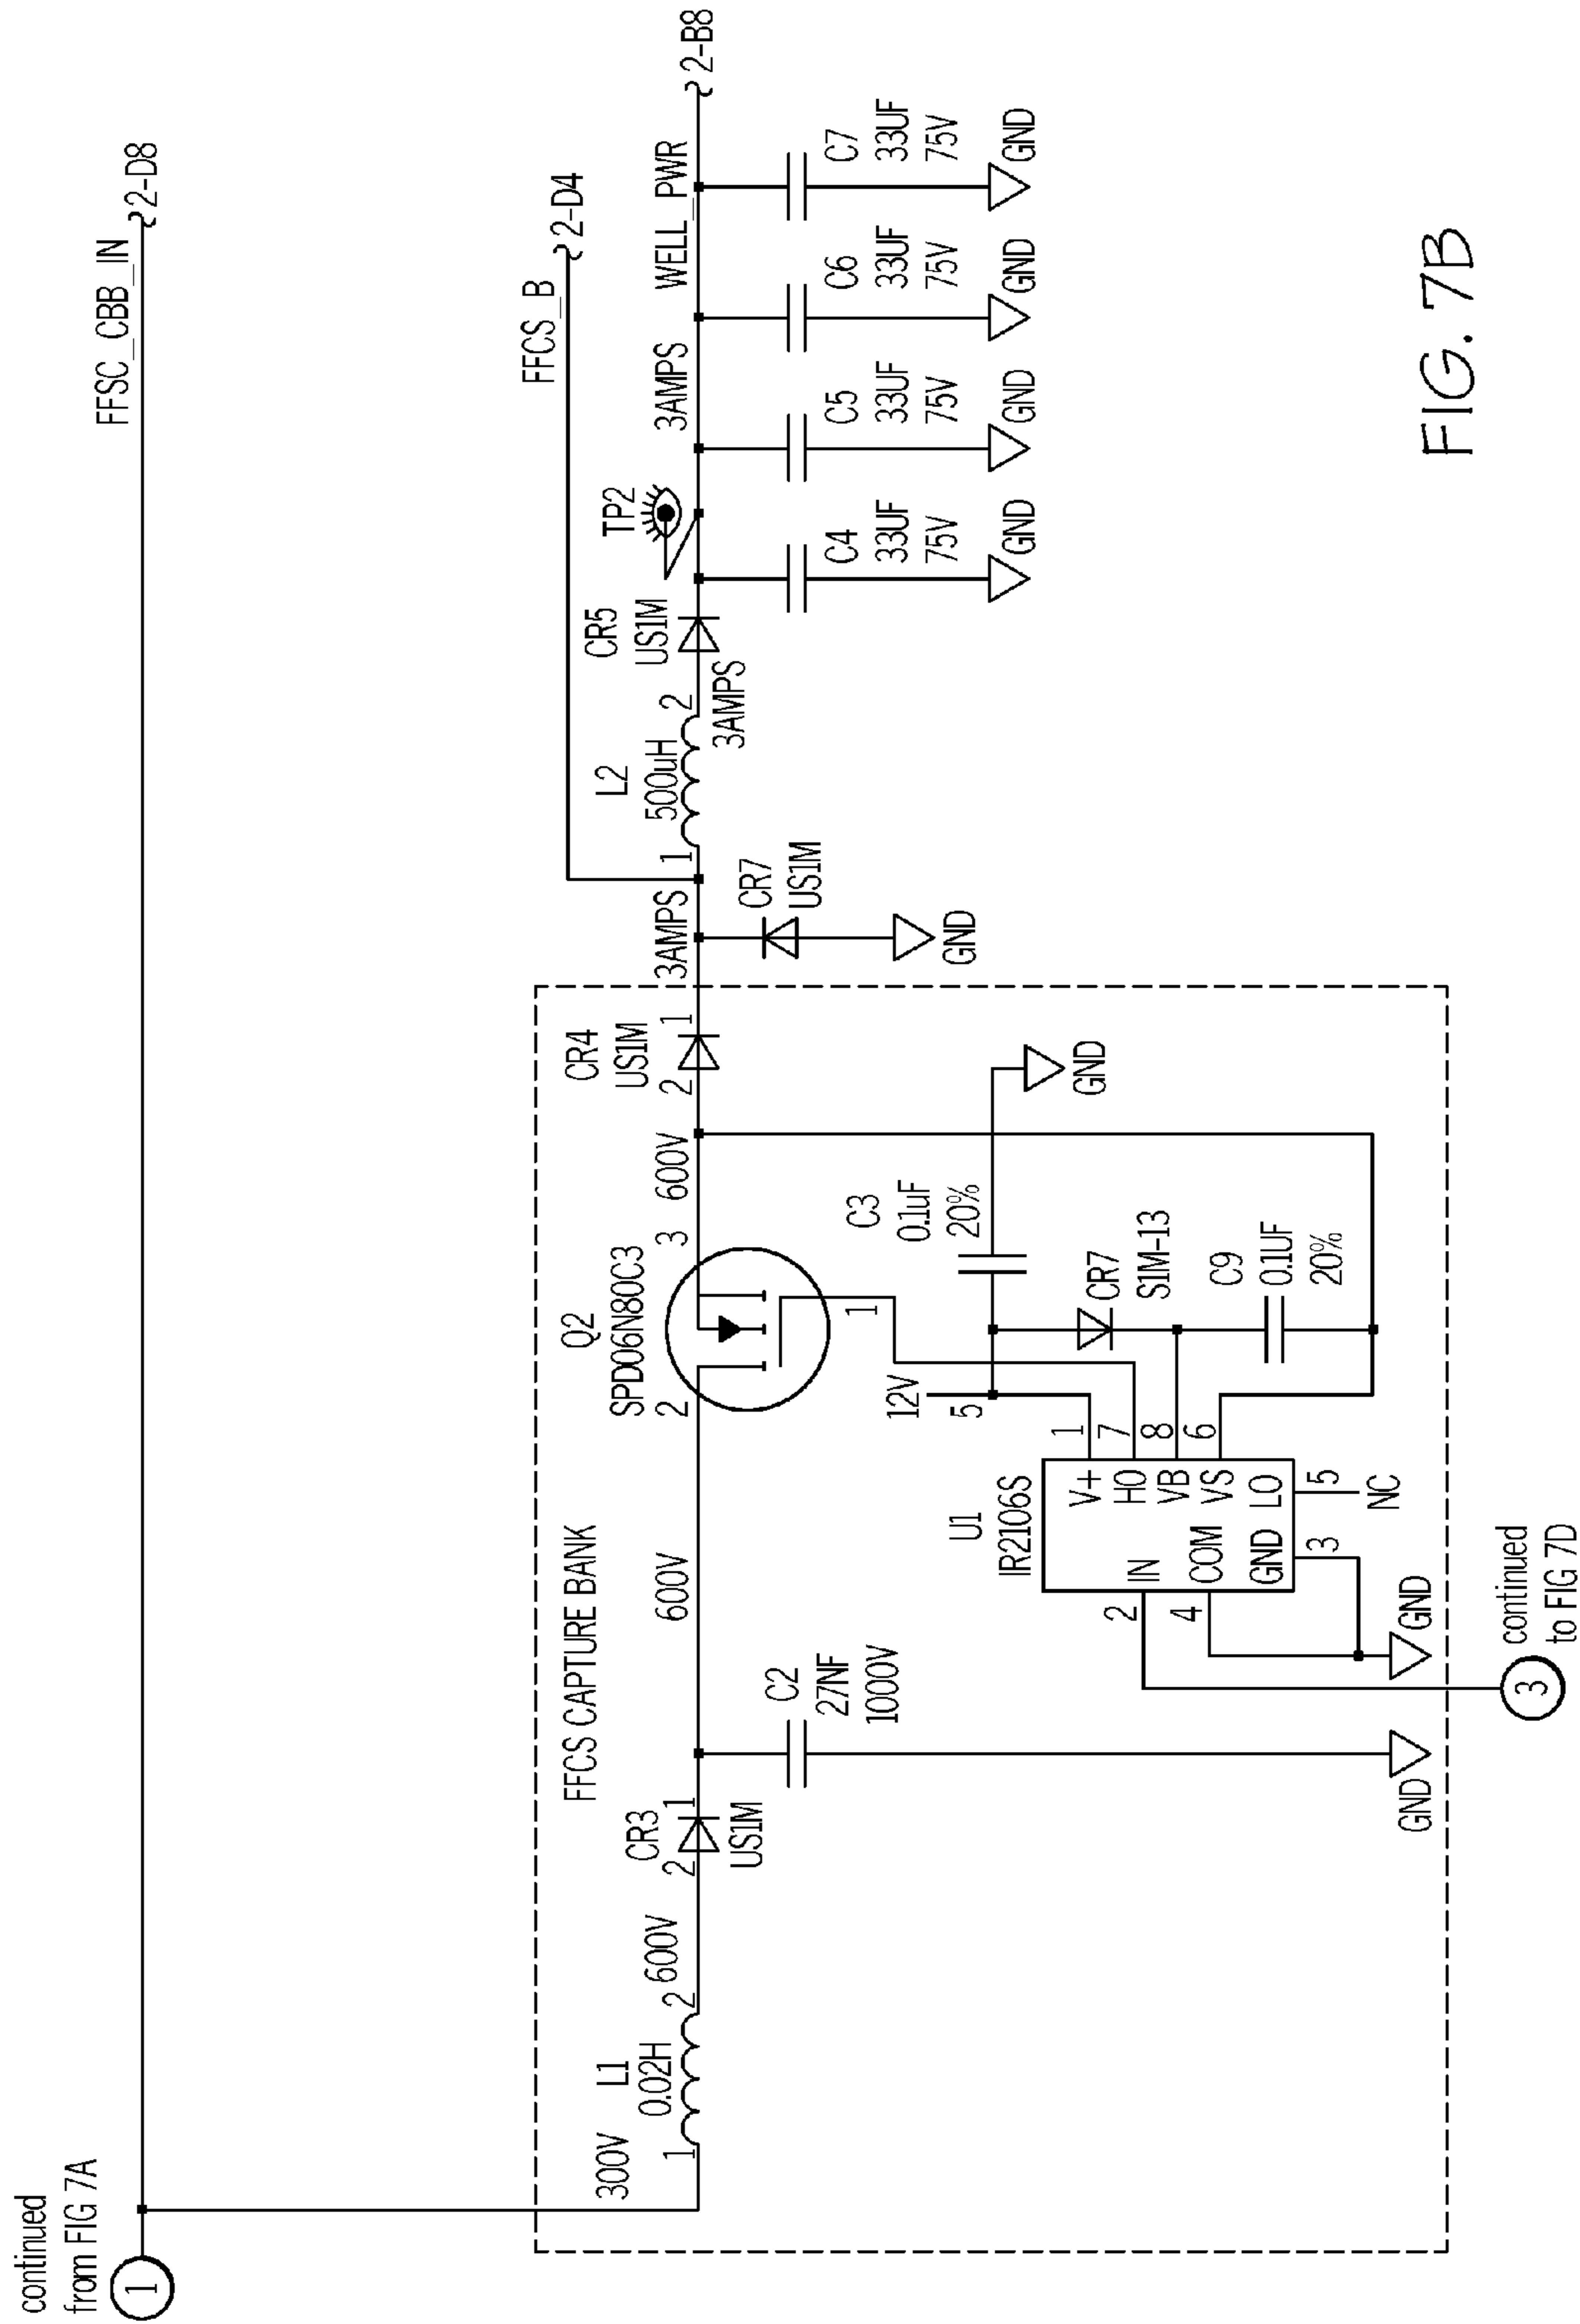 continued
from FIG 7A
1
FFSC_CBB_IN
2-D8
FFCS_B
2-D4
FFCS CAPTURE BANK
300V
1
L1
0.02H
2
600V
2
CR3
US1M
1
C2
27NF
1000V
GND
600V
Q2
SPD06N80C3
2
3
1
600V
CR4
US1M
2
1
3AMPS
CR7
US1M
GND
1
L2
500uH
2
3AMPS
CR5
US1M
TP2
3AMPS
WELL_PWR
2-B8
C4
33UF
75V
GND
C5
33UF
75V
GND
C6
33UF
75V
GND
C7
33UF
75V
GND
U1
IR2106S
2
IN
4
COM
GND
3
V+
1
HO
7
VB
8
VS
6
LO
5
NC
GND
12V
5
C3
0.1uF
20%
GND
CR7
S1M-13
C9
0.1UF
20%
3
continued
to FIG 7D
FIG. 7B